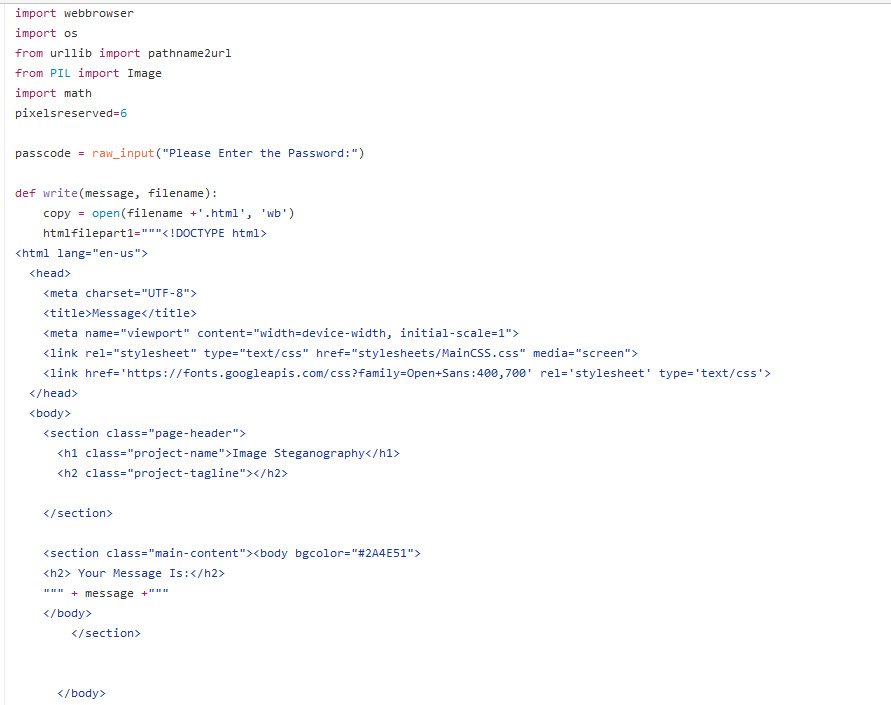 import webbrowser
import os
from urllib import pathname2url
from PIL import Image
import math
pixelsreserved=6
passcode = raw_input("Please Enter the Password:")
def write(message, filename):
    copy = open(filename +'.html', 'wb')
    htmlfilepart1="""<!DOCTYPE html>
<html lang="en-us">
  <head>
    <meta charset="UTF-8">
    <title>Message</title>
    <meta name="viewport" content="width=device-width, initial-scale=1">
    <link rel="stylesheet" type="text/css" href="stylesheets/MainCSS.css" media="screen">
    <link href='https://fonts.googleapis.com/css?family=Open+Sans:400,700' rel='stylesheet' type='text/css'>
  </head>
  <body>
    <section class="page-header">
      <h1 class="project-name">Image Steganography</h1>
      <h2 class="project-tagline"></h2>
    </section>
    <section class="main-content"><body bgcolor="#2A4E51">
    <h2> Your Message Is:</h2>
    """ + message +"""
    </body>
        </section>
      </body>